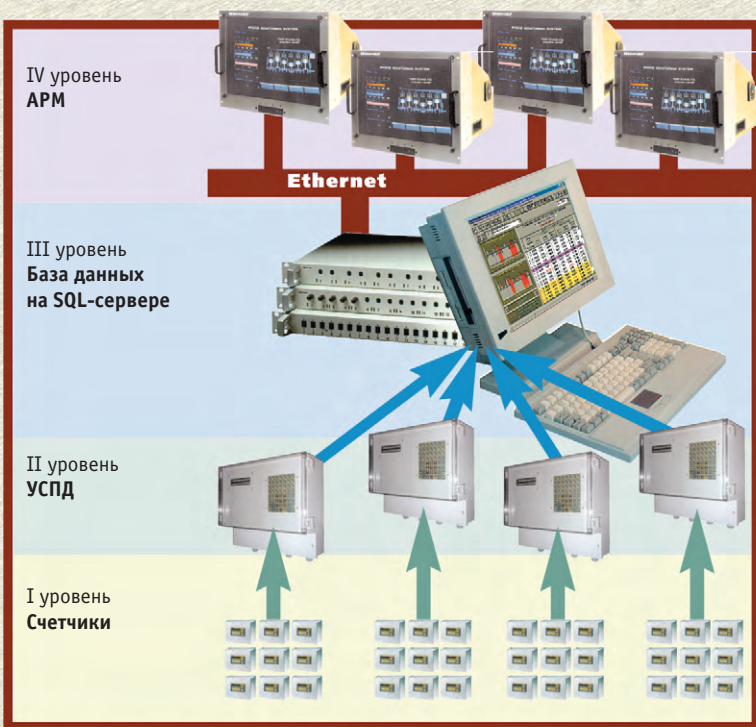 IV уровень
АРМ
Ethernet
III уровень
База данных
на SQL-сервере
II уровень
УСПД
I уровень
Счетчики